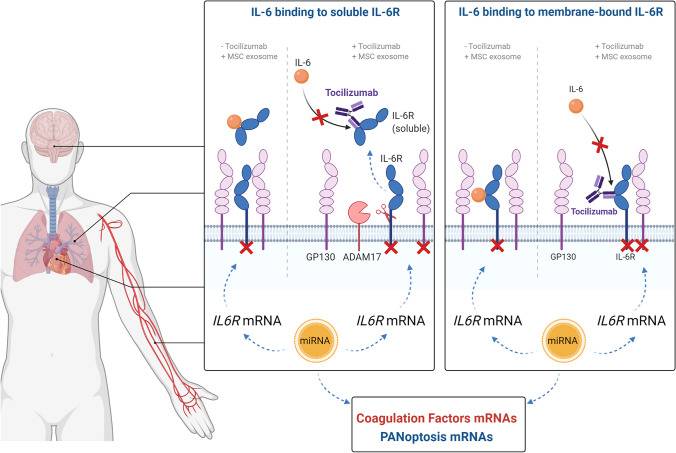 IL-6 binding to soluble IL-6R
- Tocilizumab
+ MSC exosome
+ Tocilizumab
+ MSC exosome
IL-6
Tocilizumab
IL-6R
(soluble)
IL-6R
GP130
ADAM17
IL6R mRNA
IL6R mRNA
miRNA
IL-6 binding to membrane-bound IL-6R
- Tocilizumab
+ MSC exosome
+ Tocilizumab
+ MSC exosome
IL-6
Tocilizumab
GP130
IL-6R
IL6R mRNA
IL6R mRNA
miRNA
Coagulation Factors mRNAs
PANoptosis mRNAs